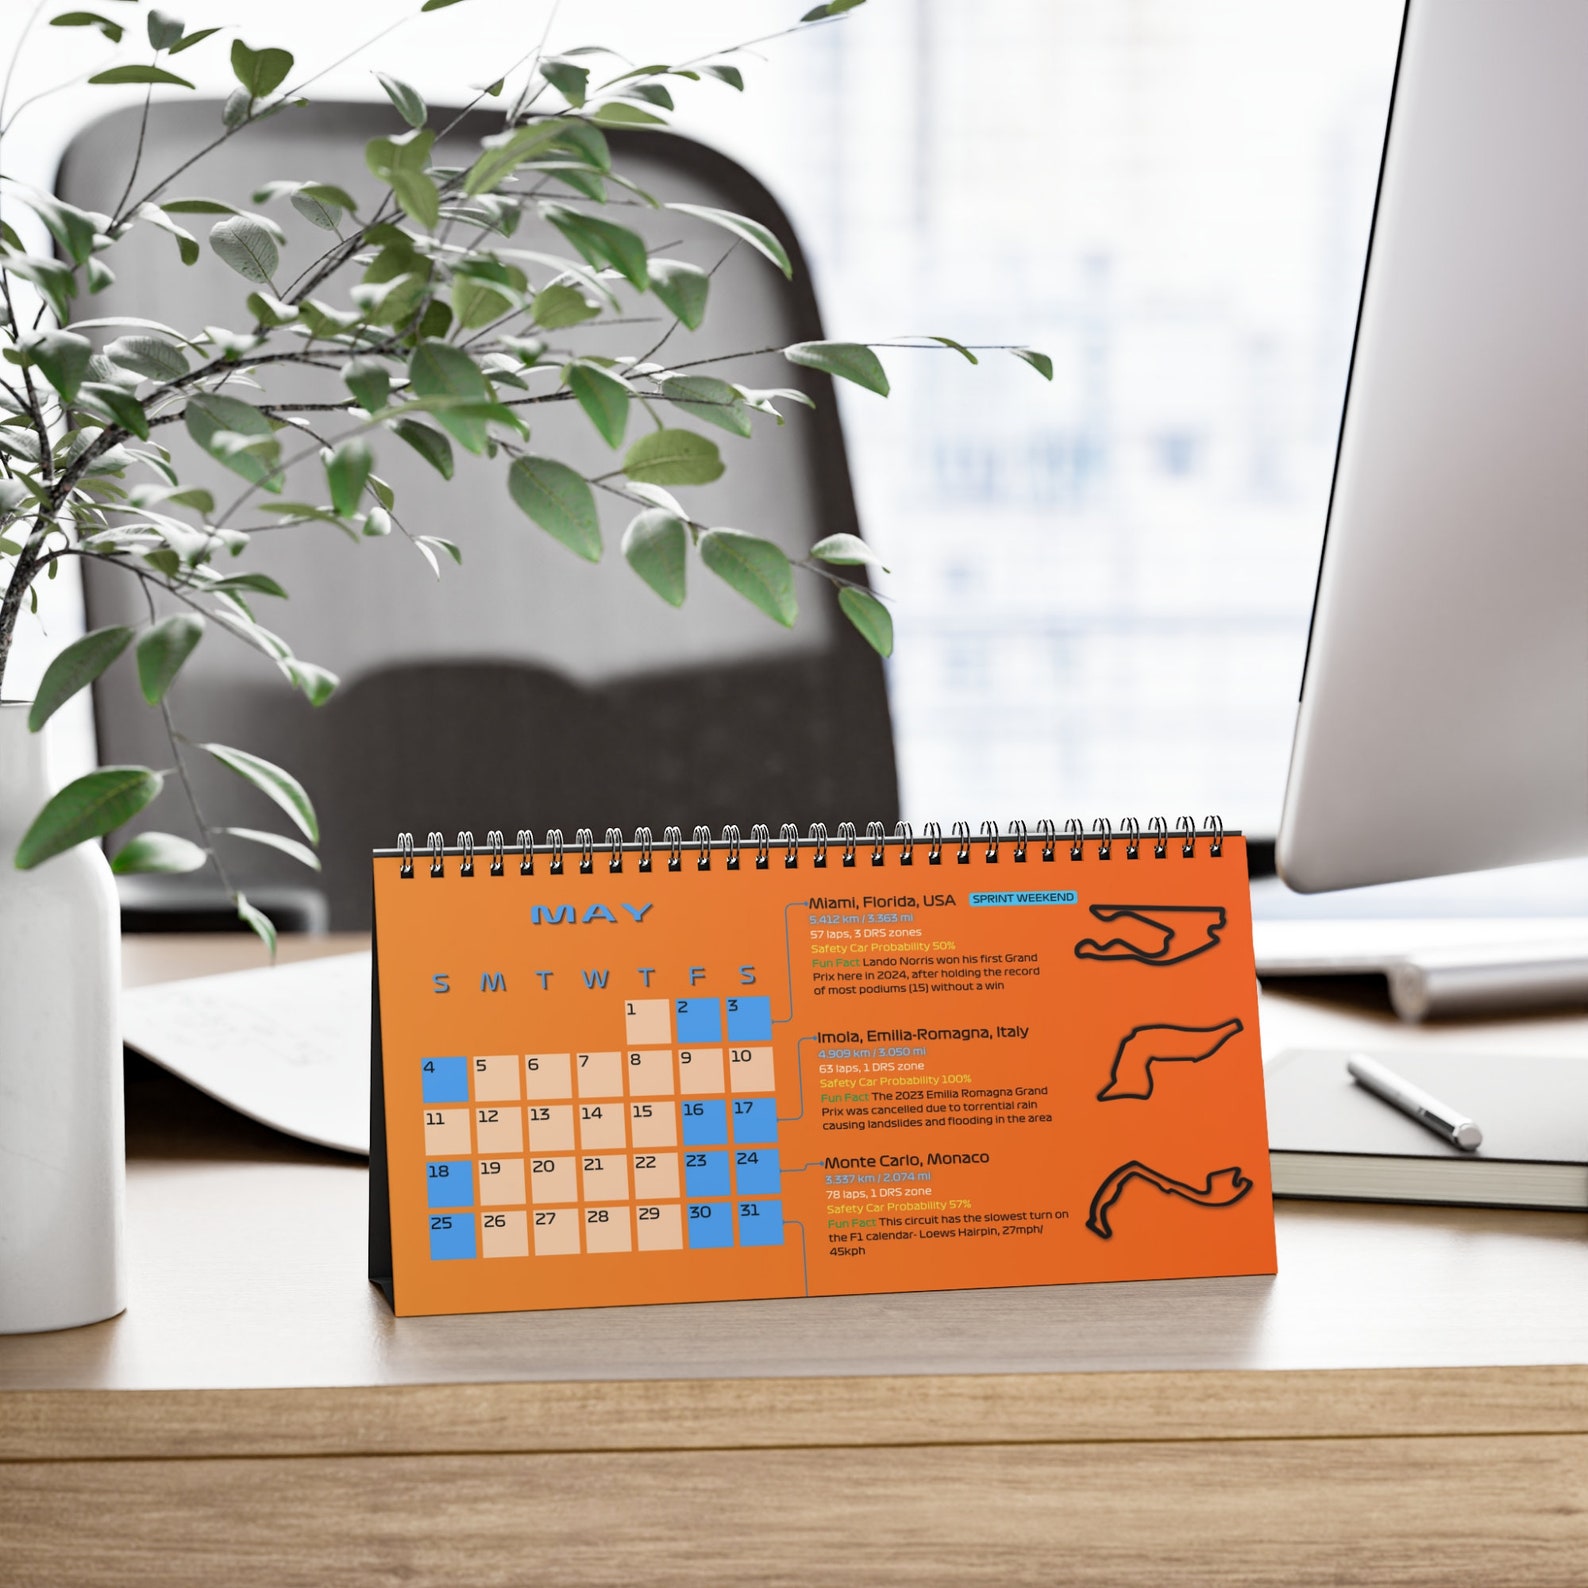 MAY
S M T W T F S
1 2 3
4 5 6 7 8 9 10
11 12 13 14 15 16 17
18 19 20 21 22 23 24
25 26 27 28 29 30 31
Miami, Florida, USA SPRINT WEEKEND
5.412 km / 3.363 mi
57 laps, 3 DRS zones
Safety Car Probability 50%
Fun Fact Lando Norris won his first Grand
Prix here in 2024, after holding the record
of most podiums (15) without a win
Imola, Emilia-Romagna, Italy
4.909 km / 3.050 mi
63 laps, 1 DRS zone
Safety Car Probability 100%
Fun Fact The 2023 Emilia Romagna Grand
Prix was cancelled due to torrential rain
causing landslides and flooding in the area
Monte Carlo, Monaco
3.337 km / 2.074 mi
78 laps, 1 DRS zone
Safety Car Probability 57%
Fun Fact This circuit has the slowest turn on
the F1 calendar- Loews Hairpin, 27mph/
45kph